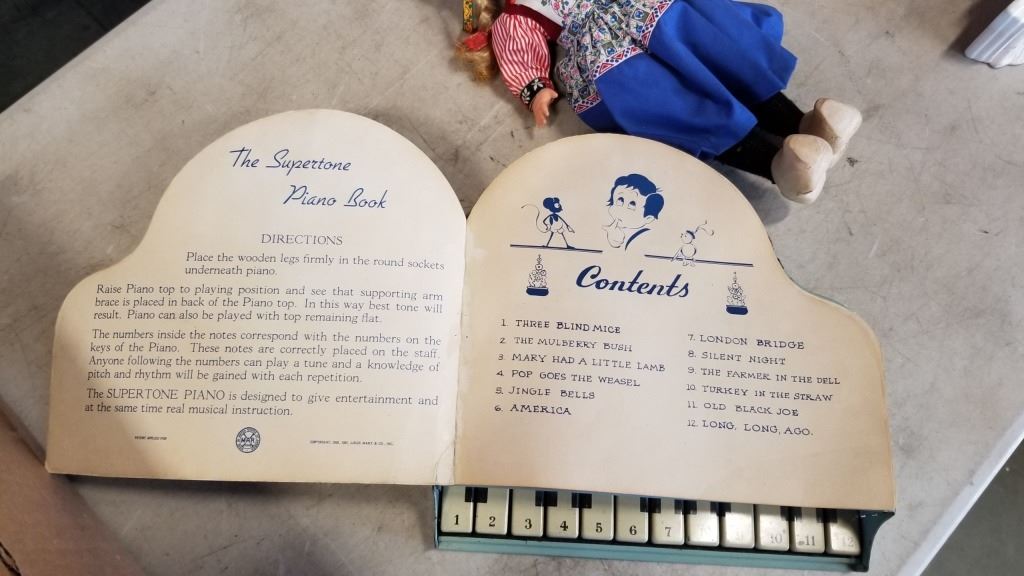 The Supertone
Piano Book
DIRECTIONS
Place the wooden legs firmly in the round sockets
underneath piano.
Raise Piano top to playing position and see that supporting arm
brace is placed in back of the Piano top. In this way best tone will
result. Piano can also be played with top remaining flat.
The numbers inside the notes correspond with the numbers on the
keys of the Piano. These notes are correctly placed on the staff.
Anyone following the numbers can play a tune and a knowledge of
pitch and rhythm will be gained with each repetition.
The SUPERTONE PIANO is designed to give entertainment and
at the same time real musical instruction.
PATENT APPLIED FOR
MAR
LOUIS MARX & CO., INC.
Contents
1. THREE BLIND MICE
2. THE MULBERRY BUSH
3. MARY HAD A LITTLE LAMB
4. POP GOES THE WEASEL
5. JINGLE BELLS
6. AMERICA
7. LONDON BRIDGE
8. SILENT NIGHT
9. THE FARMER IN THE DELL
10. TURKEY IN THE STRAW
11. OLD BLACK JOE
12. LONG, LONG, AGO.
1 2 3 4 5 6 7 8 9 10 11 12